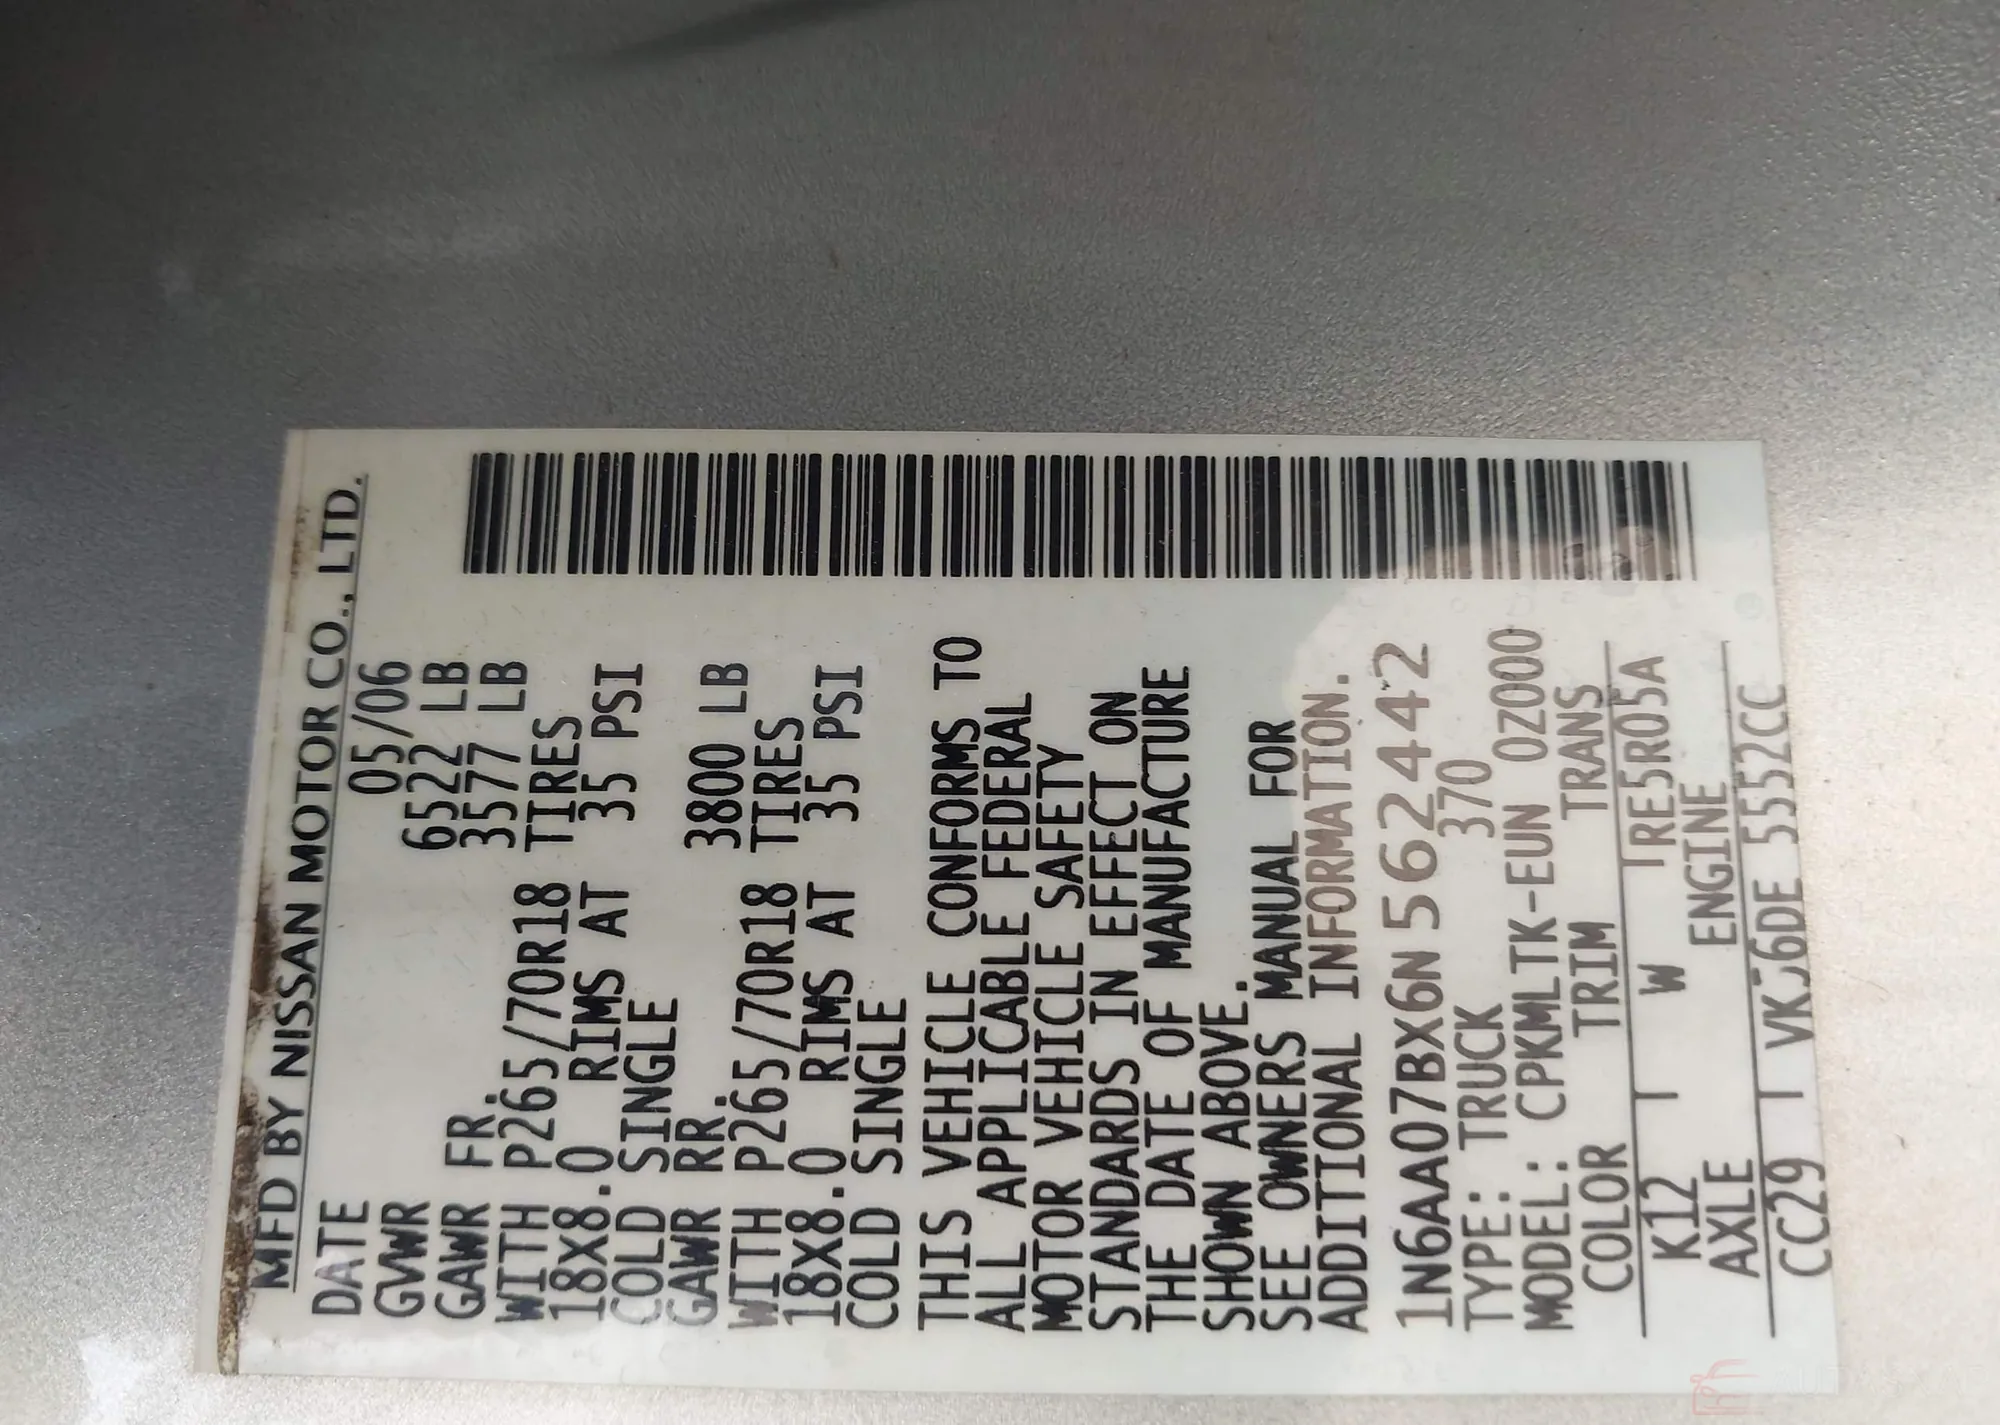 MFD BY NISSAN MOTOR CO., LTD.
DATE 05/06
GVWR 6522 LB
GAWR FR. 3577 LB
WITH P265/70R18 TIRES
18X8.0 RIMS AT 35 PSI
COLD SINGLE
GAWR RR. 3800 LB
WITH P265/70R18 TIRES
18X8.0 RIMS AT 35 PSI
COLD SINGLE
THIS VEHICLE CONFORMS TO
ALL APPLICABLE FEDERAL
MOTOR VEHICLE SAFETY
STANDARDS IN EFFECT ON
THE DATE OF MANUFACTURE
SHOWN ABOVE.
SEE OWNERS MANUAL FOR
ADDITIONAL INFORMATION.
1N6AA07BX6N562442
TYPE: TRUCK 370
MODEL: CPKMLTK-EUN 0Z000
COLOR TRIM TRANS
K12 W RE5R05A
AXLE ENGINE
CC29 VK56DE 5552CC